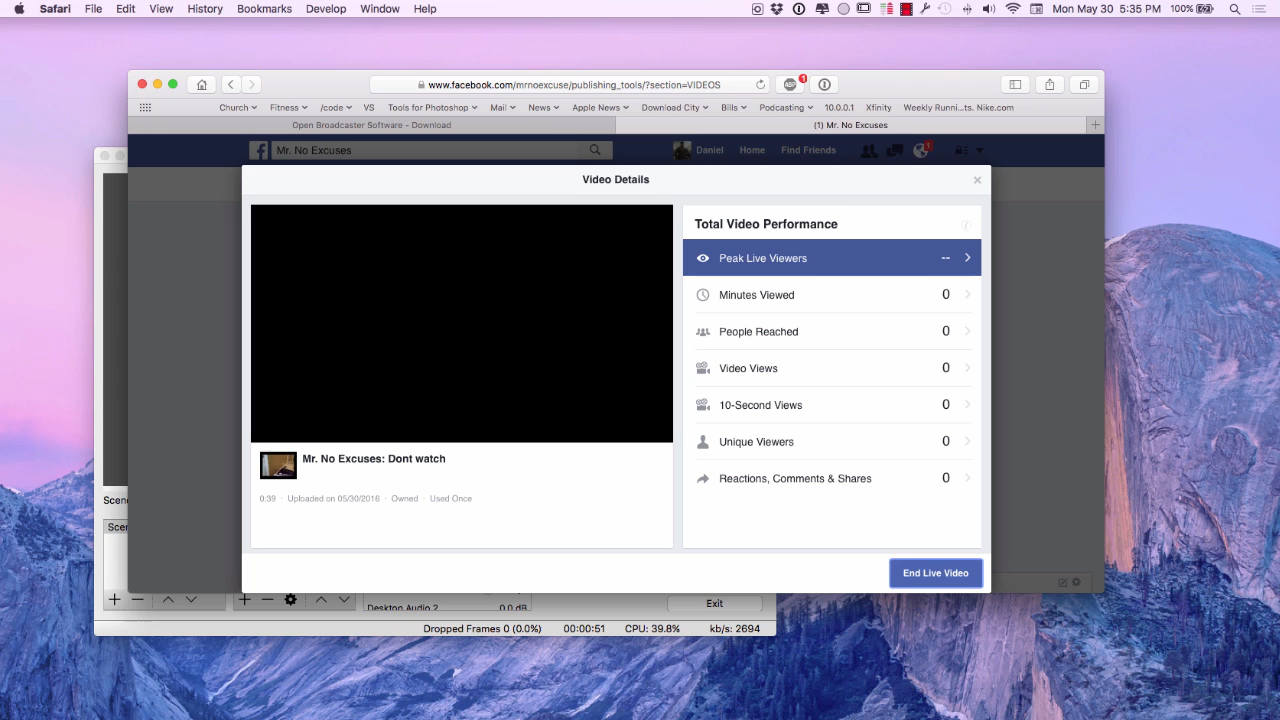 Safari File Edit View History Bookmarks Develop Window Help Mon May 30 5:35 PM 100%
www.facebook.com/mrnoexcuse/publishing_tools/?section=VIDEOS ABP 1
Church Fitness /code VS Tools for Photoshop Mail News Apple News Download City Bills Podcasting 10.0.0.1 Xfinity Weekly Runni...ts. Nike.com
Open Broadcaster Software - Download (1) Mr. No Excuses
Mr. No Excuses Daniel Home Find Friends 1
Video Details
Total Video Performance
Peak Live Viewers --
Minutes Viewed 0
People Reached 0
Video Views 0
10-Second Views 0
Unique Viewers 0
Reactions, Comments & Shares 0
Mr. No Excuses: Dont watch
0:39 · Uploaded on 05/30/2016 · Owned · Used Once
End Live Video
Scen
Scer
Desktop Audio 2 0.0 dB
Exit
Dropped Frames 0 (0.0%) 00:00:51 CPU: 39.8% kb/s: 2694